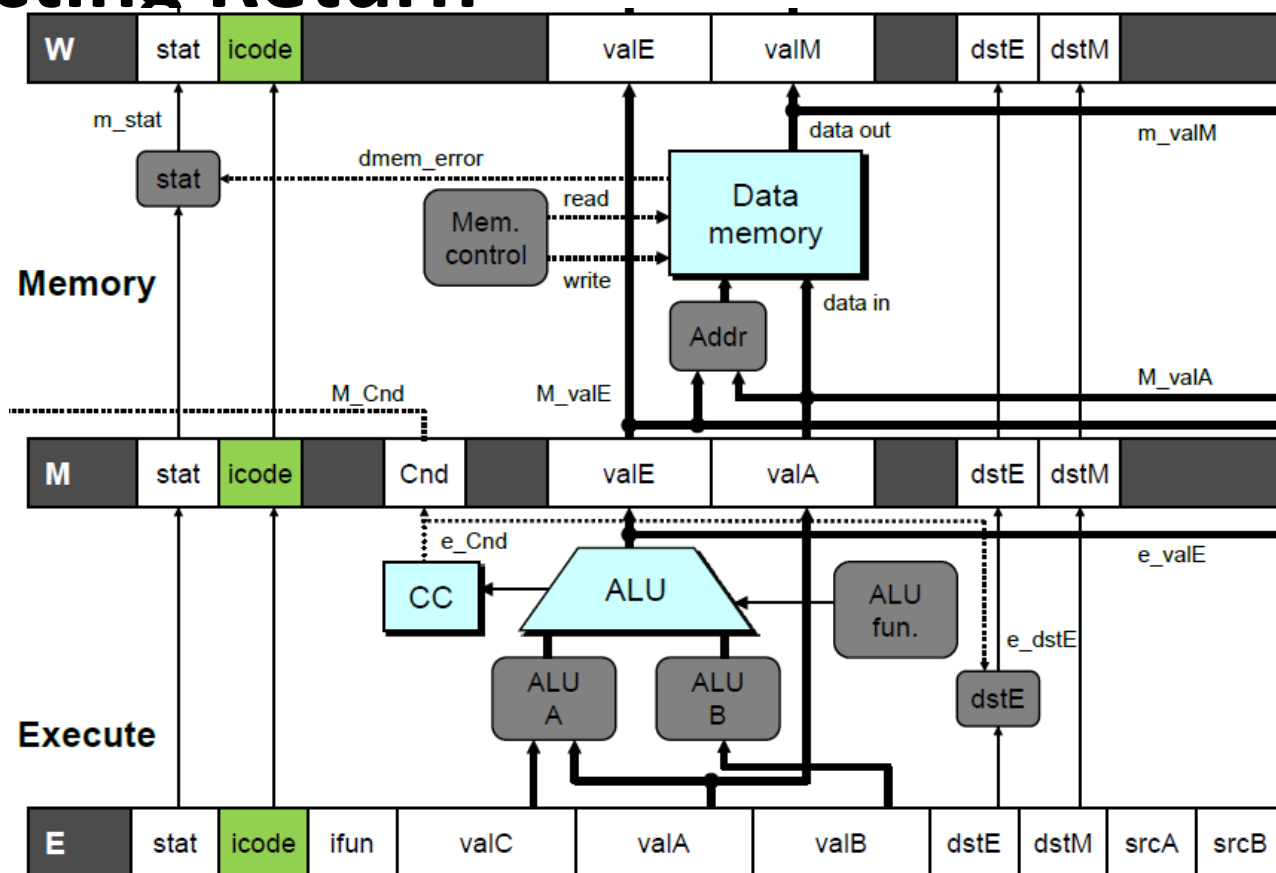 eting Return
W stat icode valE valM dstE dstM
m_stat
data out
m_valM
dmem_error
stat
read
Data
memory
Mem.
control
write
Memory
data in
Addr
M_Cnd
M_valE
M_valA
M stat icode Cnd valE valA dstE dstM
e_Cnd
e_valE
CC
ALU
ALU
fun.
e_dstE
ALU
A
ALU
B
dstE
Execute
E stat icode ifun valC valA valB dstE dstM srcA srcB